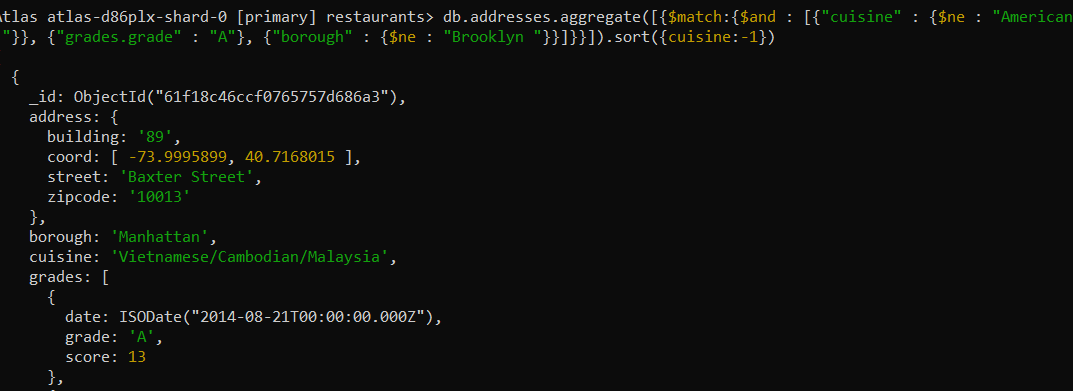 Atlas atlas-d86plx-shard-0 [primary] restaurants> db.addresses.aggregate([{$match:{$and : [{"cuisine" : {$ne : "American
"}}, {"grades.grade" : "A"}, {"borough" : {$ne : "Brooklyn "}}]}}]).sort({cuisine:-1})
{
_id: ObjectId("61f18c46ccf0765757d686a3"),
address: {
building: '89',
coord: [ -73.9995899, 40.7168015 ],
street: 'Baxter Street',
zipcode: '10013'
},
borough: 'Manhattan',
cuisine: 'Vietnamese/Cambodian/Malaysia',
grades: [
{
date: ISODate("2014-08-21T00:00:00.000Z"),
grade: 'A',
score: 13
},